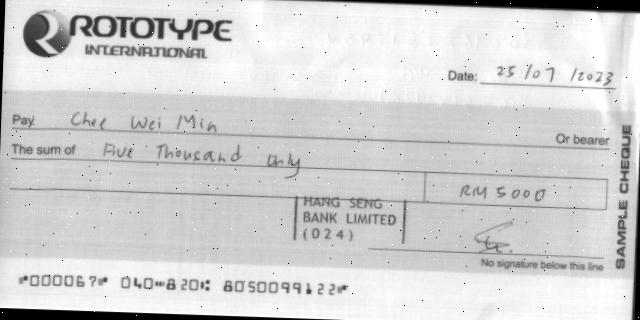 ROTOTYPE
INTERNATIONAL
Date: 25/07/2023
Pay Chee Wei Min
Or bearer
The sum of Five Thousand Only
RM 5000
HANG SENG
BANK LIMITED
(024)
No signature below this line
SAMPLE CHEQUE
⑈000067⑈ 040⑉820⑆ 8050099122⑈